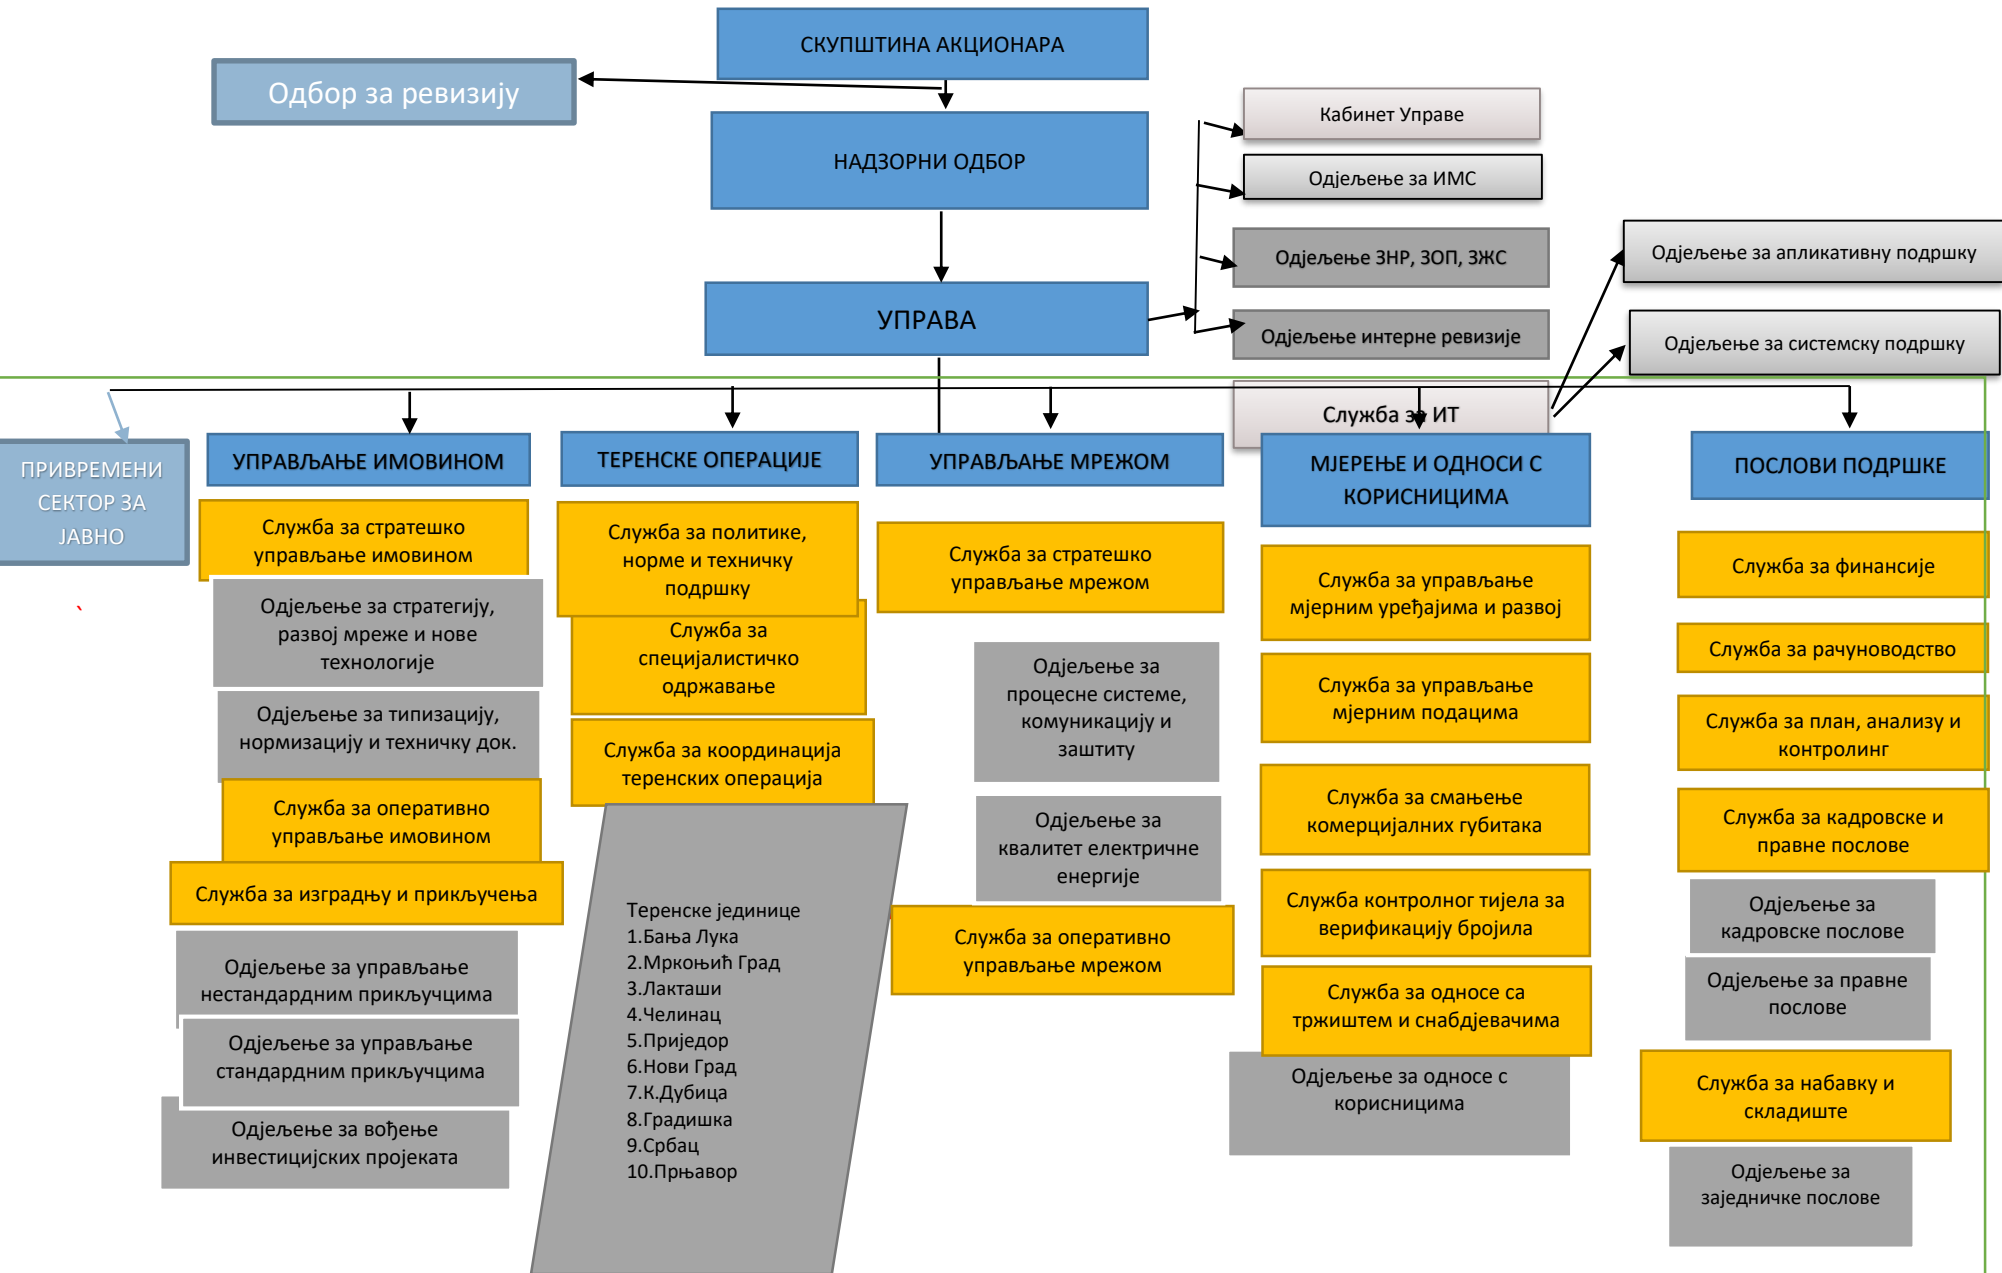 СКУПШТИНА АКЦИОНАРА
Одбор за ревизију
НАДЗОРНИ ОДБОР
УПРАВА
Кабинет Управе
Одјељење за ИМС
Одјељење ЗНР, ЗОП, ЗЖС
Одјељење интерне ревизије
Служба за ИТ
Одјељење за апликативну подршку
Одјељење за системску подршку
ПРИВРЕМЕНИ
СЕКТОР ЗА
ЈАВНО
УПРАВЉАЊЕ ИМОВИНОМ
Служба за стратешко
управљање имовином
Одјељење за стратегију,
развој мреже и нове
технологије
Одјељење за типизацију,
нормизацију и техничку док.
Служба за оперативно
управљање имовином
Служба за изградњу и прикључења
Одјељење за управљање
нестандардним прикључцима
Одјељење за управљање
стандардним прикључцима
Одјељење за вођење
инвестицијских пројеката
ТЕРЕНСКЕ ОПЕРАЦИЈЕ
Служба за политике,
норме и техничку
подршку
Служба за
специјалистичко
одржавање
Служба за координација
теренских операција
Теренске јединице
1.Бања Лука
2.Мркоњић Град
3.Лакташи
4.Челинац
5.Приједор
6.Нови Град
7.К.Дубица
8.Градишка
9.Србац
10.Прњавор
УПРАВЉАЊЕ МРЕЖОМ
Служба за стратешко
управљање мрежом
Одјељење за
процесне системе,
комуникацију и
заштиту
Одјељење за
квалитет електричне
енергије
Служба за оперативно
управљање мрежом
МЈЕРЕЊЕ И ОДНОСИ С
КОРИСНИЦИМА
Служба за управљање
мјерним уређајима и развој
Служба за управљање
мјерним подацима
Служба за смањење
комерцијалних губитака
Служба контролног тијела за
верификацију бројила
Служба за односе са
тржиштем и снабдјевачима
Одјељење за односе с
корисницима
ПОСЛОВИ ПОДРШКЕ
Служба за финансије
Служба за рачуноводство
Служба за план, анализу и
контролинг
Служба за кадровске и
правне послове
Одјељење за
кадровске послове
Одјељење за правне
послове
Служба за набавку и
складиште
Одјељење за
заједничке послове